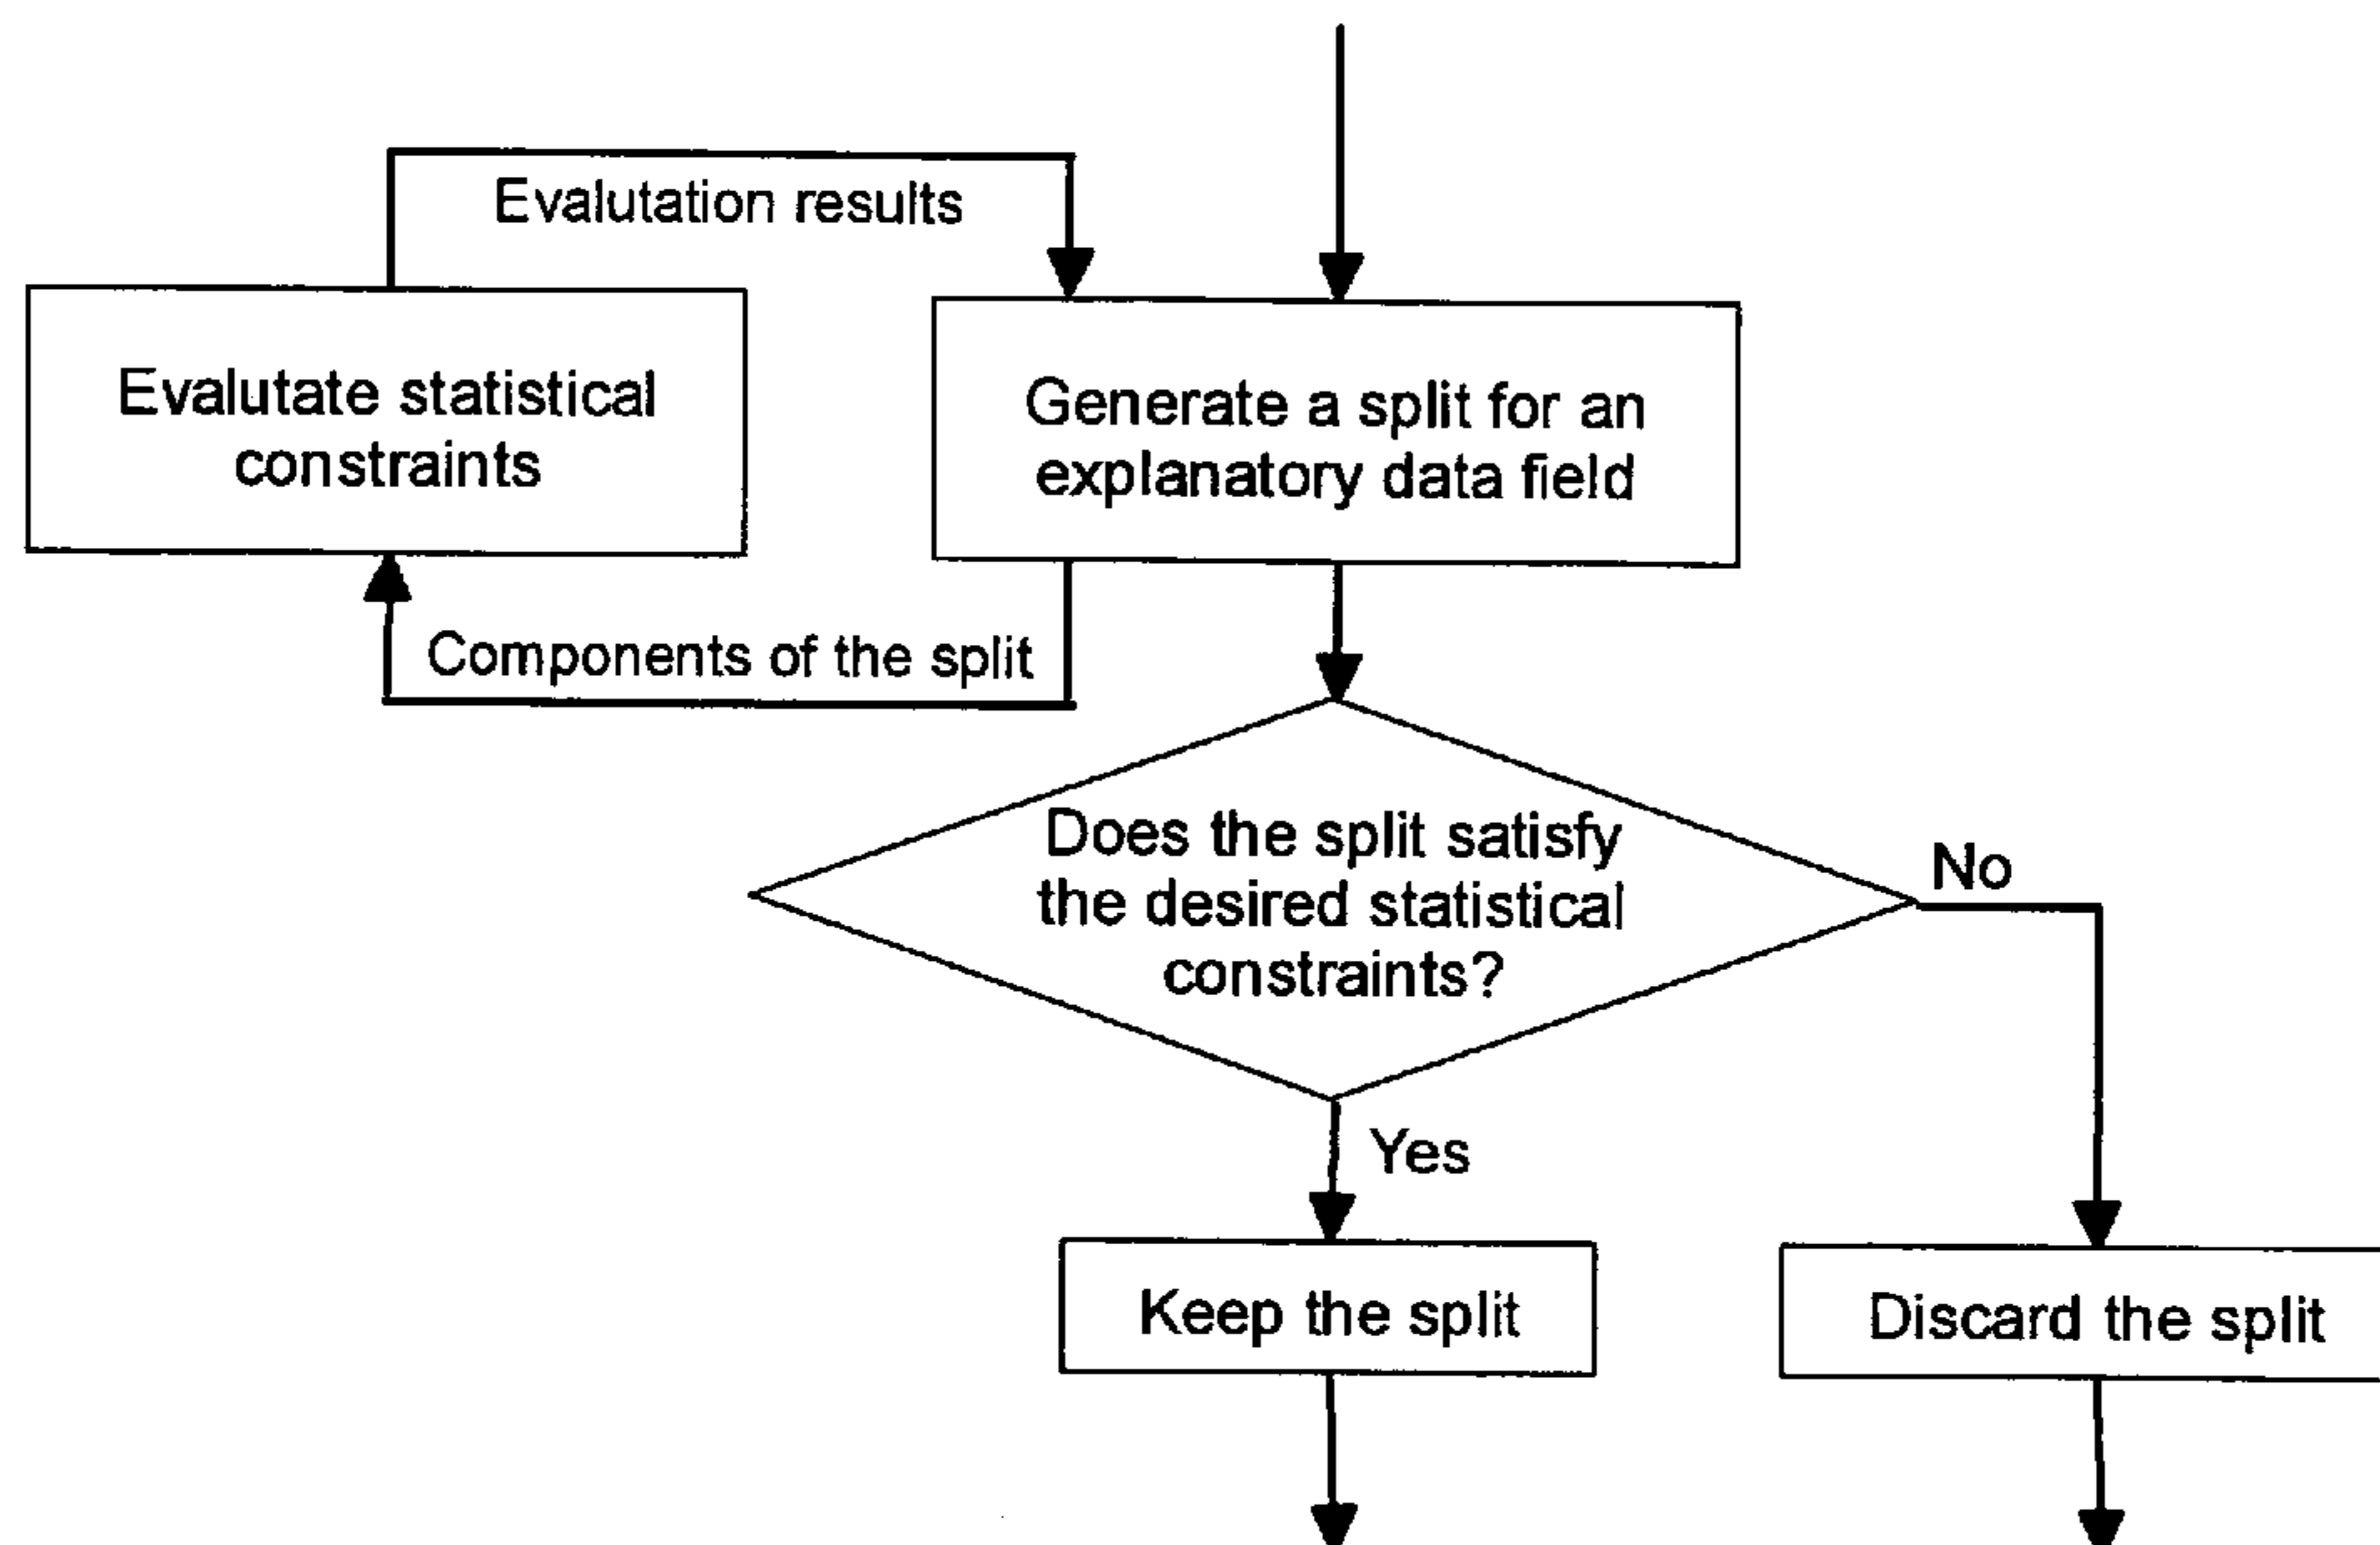 Evalutation results
Evalutate statistical
constraints
Generate a split for an
explanatory data field
Components of the split
Does the split satisfy
the desired statistical
constraints?
No
Yes
Keep the split
Discard the split